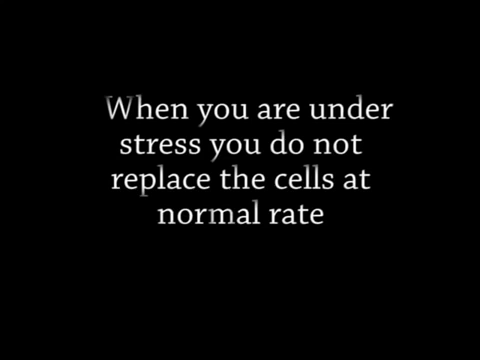 When you are under
stress you do not
replace the cells at
normal rate